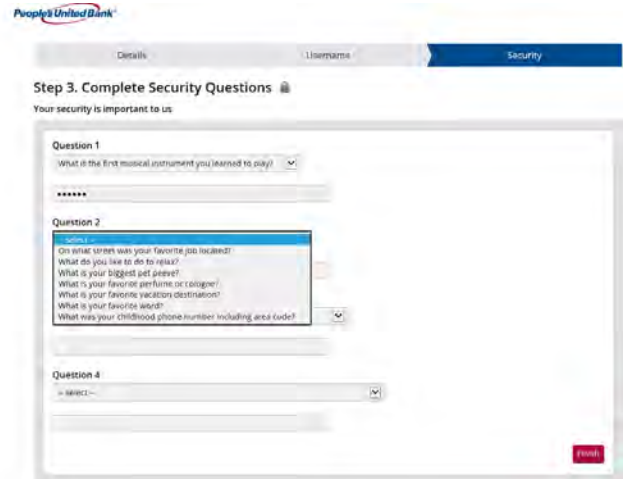 People's United Bank
Details Username Security
Step 3. Complete Security Questions
Your security is important to us
Question 1
What is the first musical instrument you learned to play?
••••••
Question 2
-- select --
On what street was your favorite job located?
What do you like to do to relax?
What is your biggest pet peeve?
What is your favorite perfume or cologne?
What is your favorite vacation destination?
What is your favorite word?
What was your childhood phone number including area code?
Question 4
-- select --
Finish